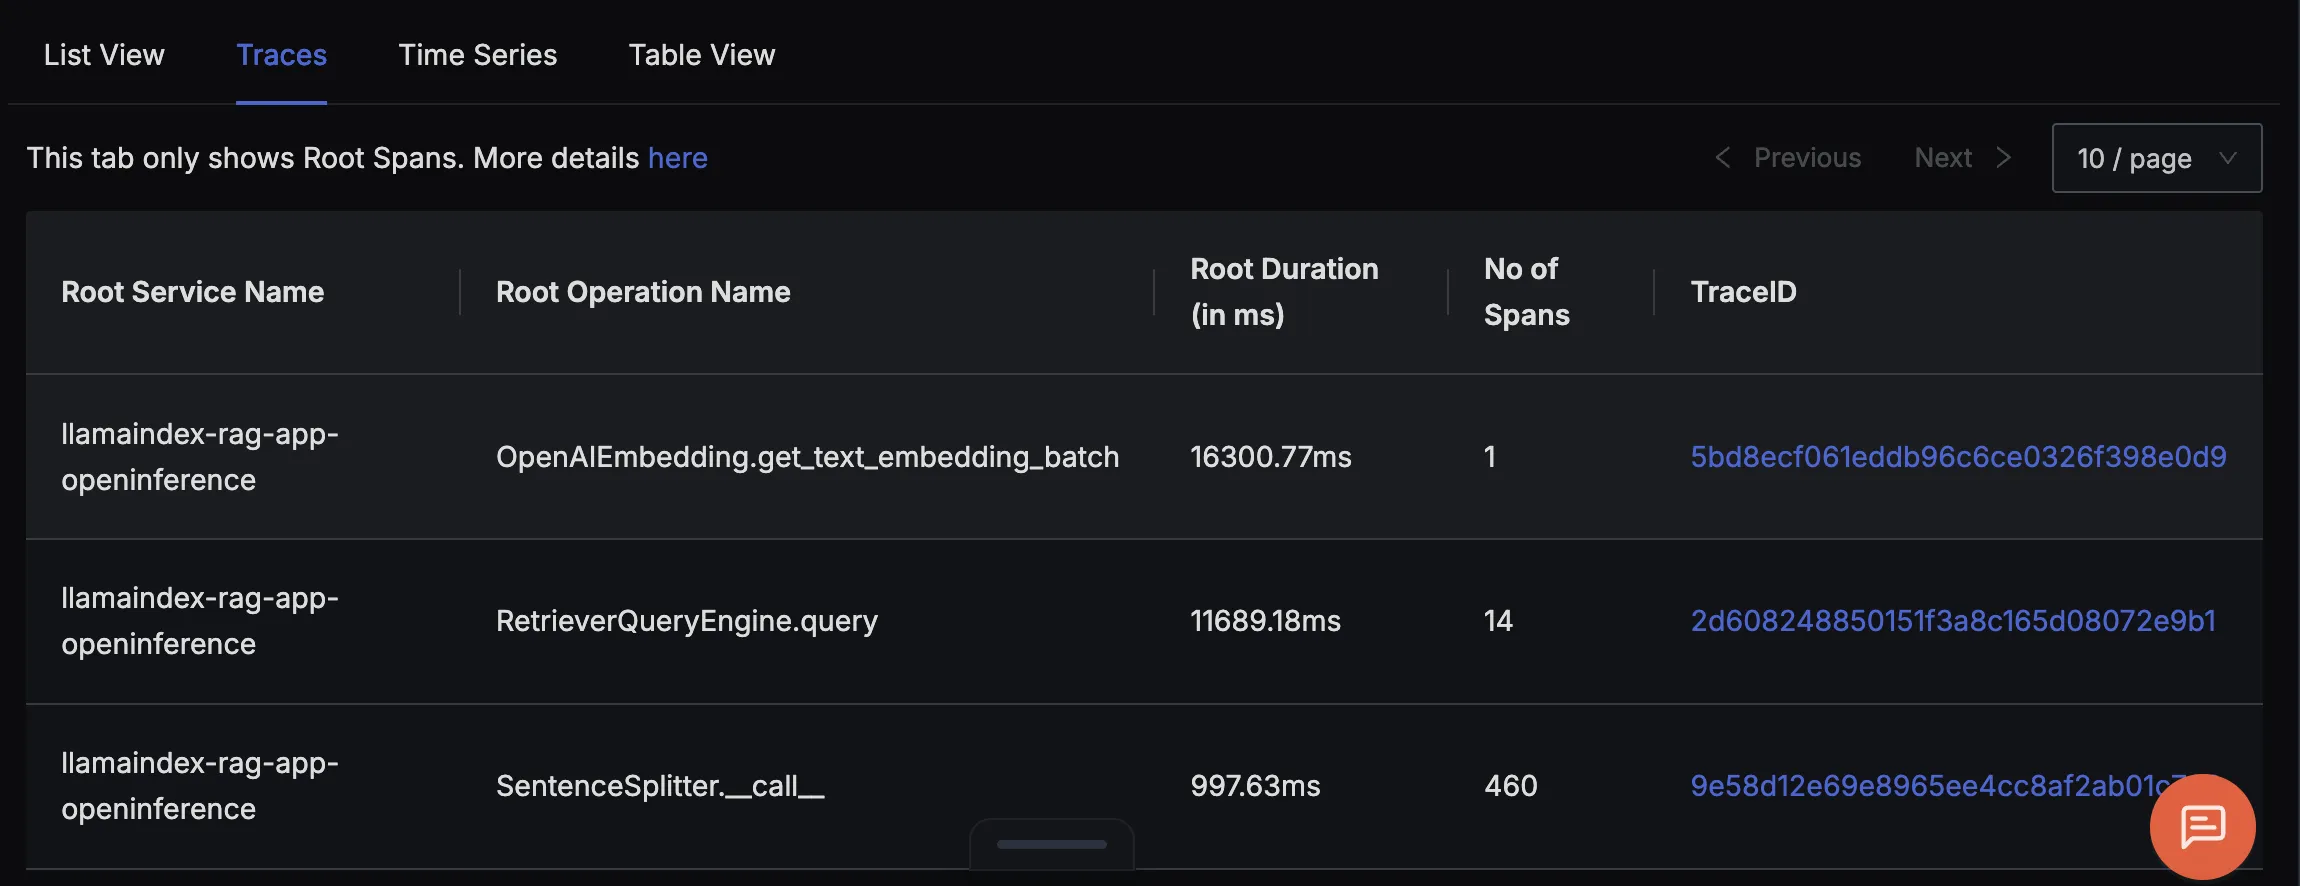 List View Traces Time Series Table View
This tab only shows Root Spans. More details here
Previous Next 10 / page
Root Service Name Root Operation Name Root Duration (in ms) No of Spans TraceID
llamaindex-rag-app-openinference OpenAIEmbedding.get_text_embedding_batch 16300.77ms 1 5bd8ecf061eddb96c6ce0326f398e0d9
llamaindex-rag-app-openinference RetrieverQueryEngine.query 11689.18ms 14 2d608248850151f3a8c165d08072e9b1
llamaindex-rag-app-openinference SentenceSplitter.__call__ 997.63ms 460